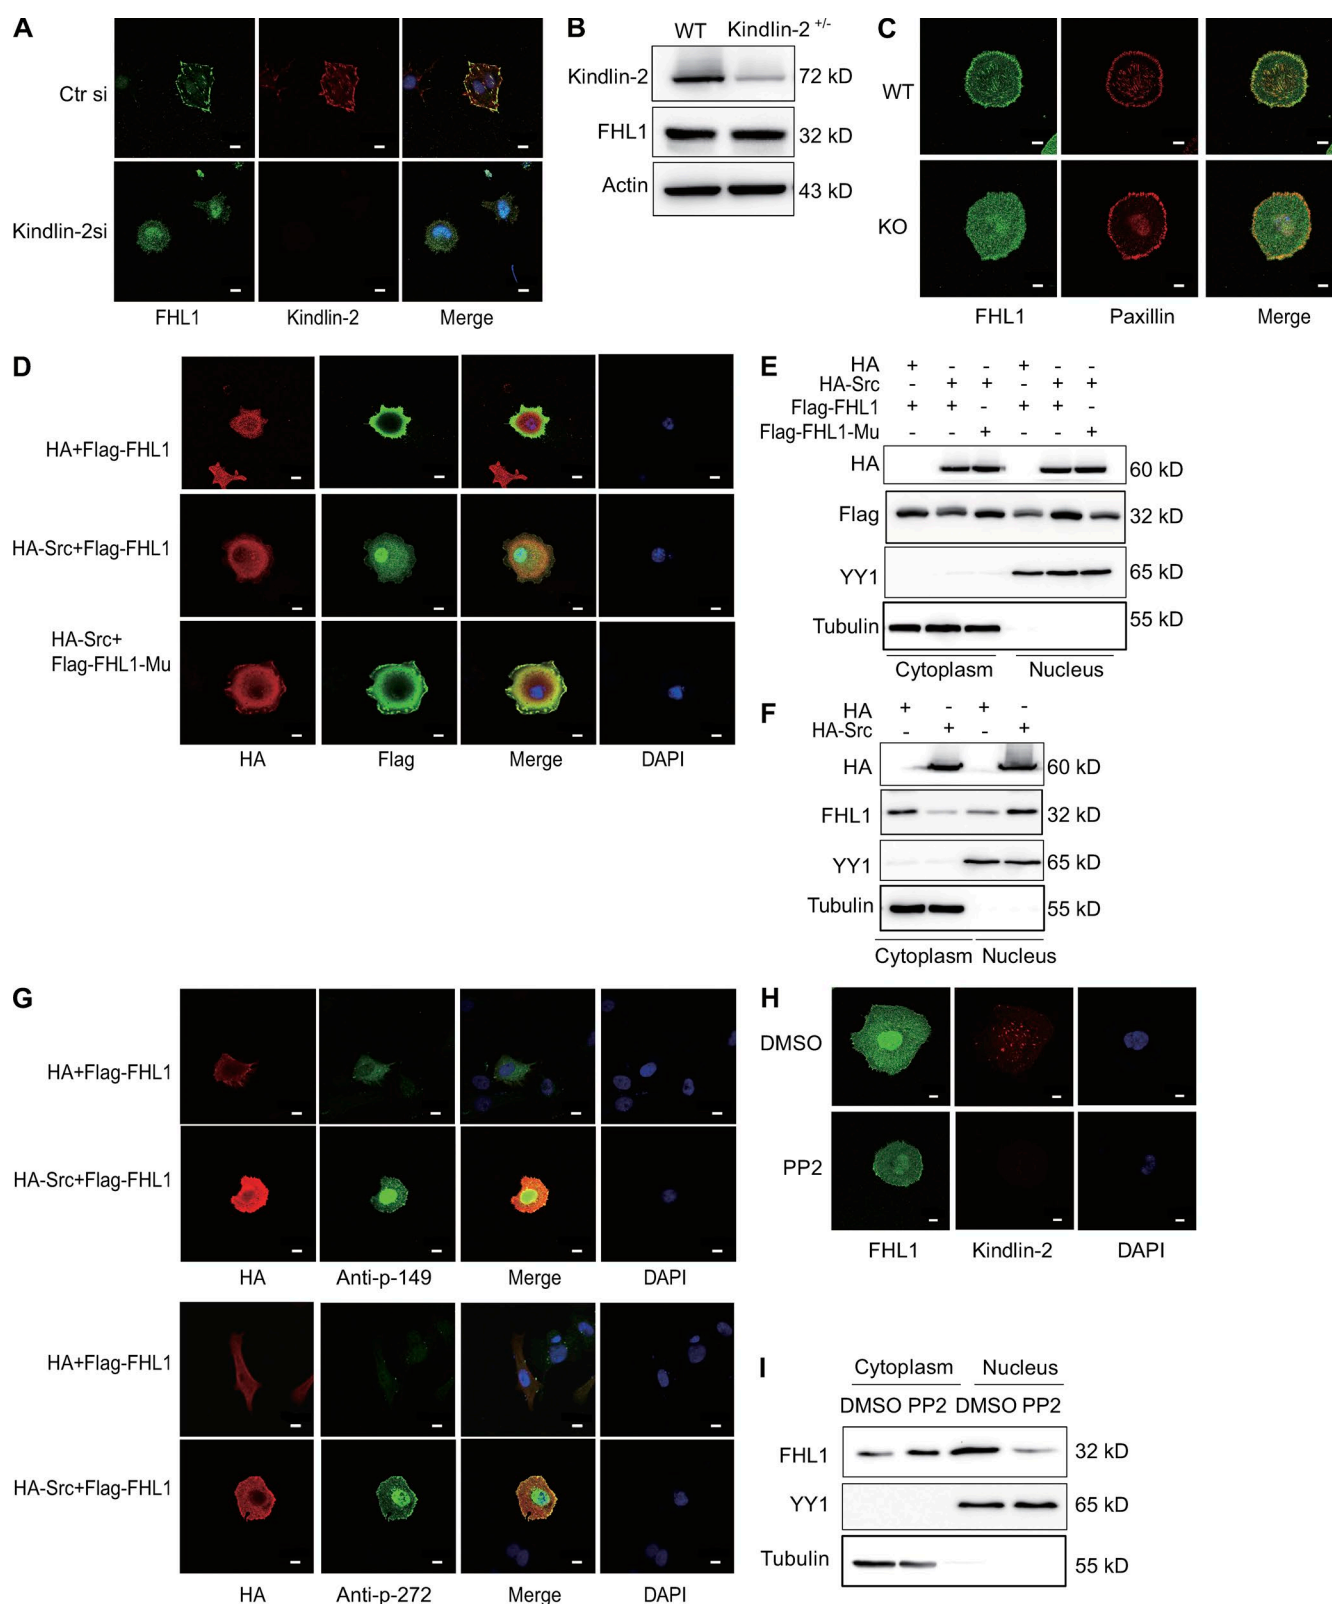 A
Ctr si
Kindlin-2si
FHL1 Kindlin-2 Merge
B
WT Kindlin-2 +/-
Kindlin-2 72 kD
FHL1 32 kD
Actin 43 kD
C
WT
KO
FHL1 Paxillin Merge
D
HA+Flag-FHL1
HA-Src+Flag-FHL1
HA-Src+
Flag-FHL1-Mu
HA Flag Merge DAPI
E
HA + - - + - -
HA-Src - + + - + +
Flag-FHL1 + + - + + -
Flag-FHL1-Mu - - + - - +
HA 60 kD
Flag 32 kD
YY1 65 kD
Tubulin 55 kD
Cytoplasm Nucleus
F
HA + - + -
HA-Src - + - +
HA 60 kD
FHL1 32 kD
YY1 65 kD
Tubulin 55 kD
Cytoplasm Nucleus
G
HA+Flag-FHL1
HA-Src+Flag-FHL1
HA Anti-p-149 Merge DAPI
HA+Flag-FHL1
HA-Src+Flag-FHL1
HA Anti-p-272 Merge DAPI
H
DMSO
PP2
FHL1 Kindlin-2 DAPI
I
Cytoplasm Nucleus
DMSO PP2 DMSO PP2
FHL1 32 kD
YY1 65 kD
Tubulin 55 kD